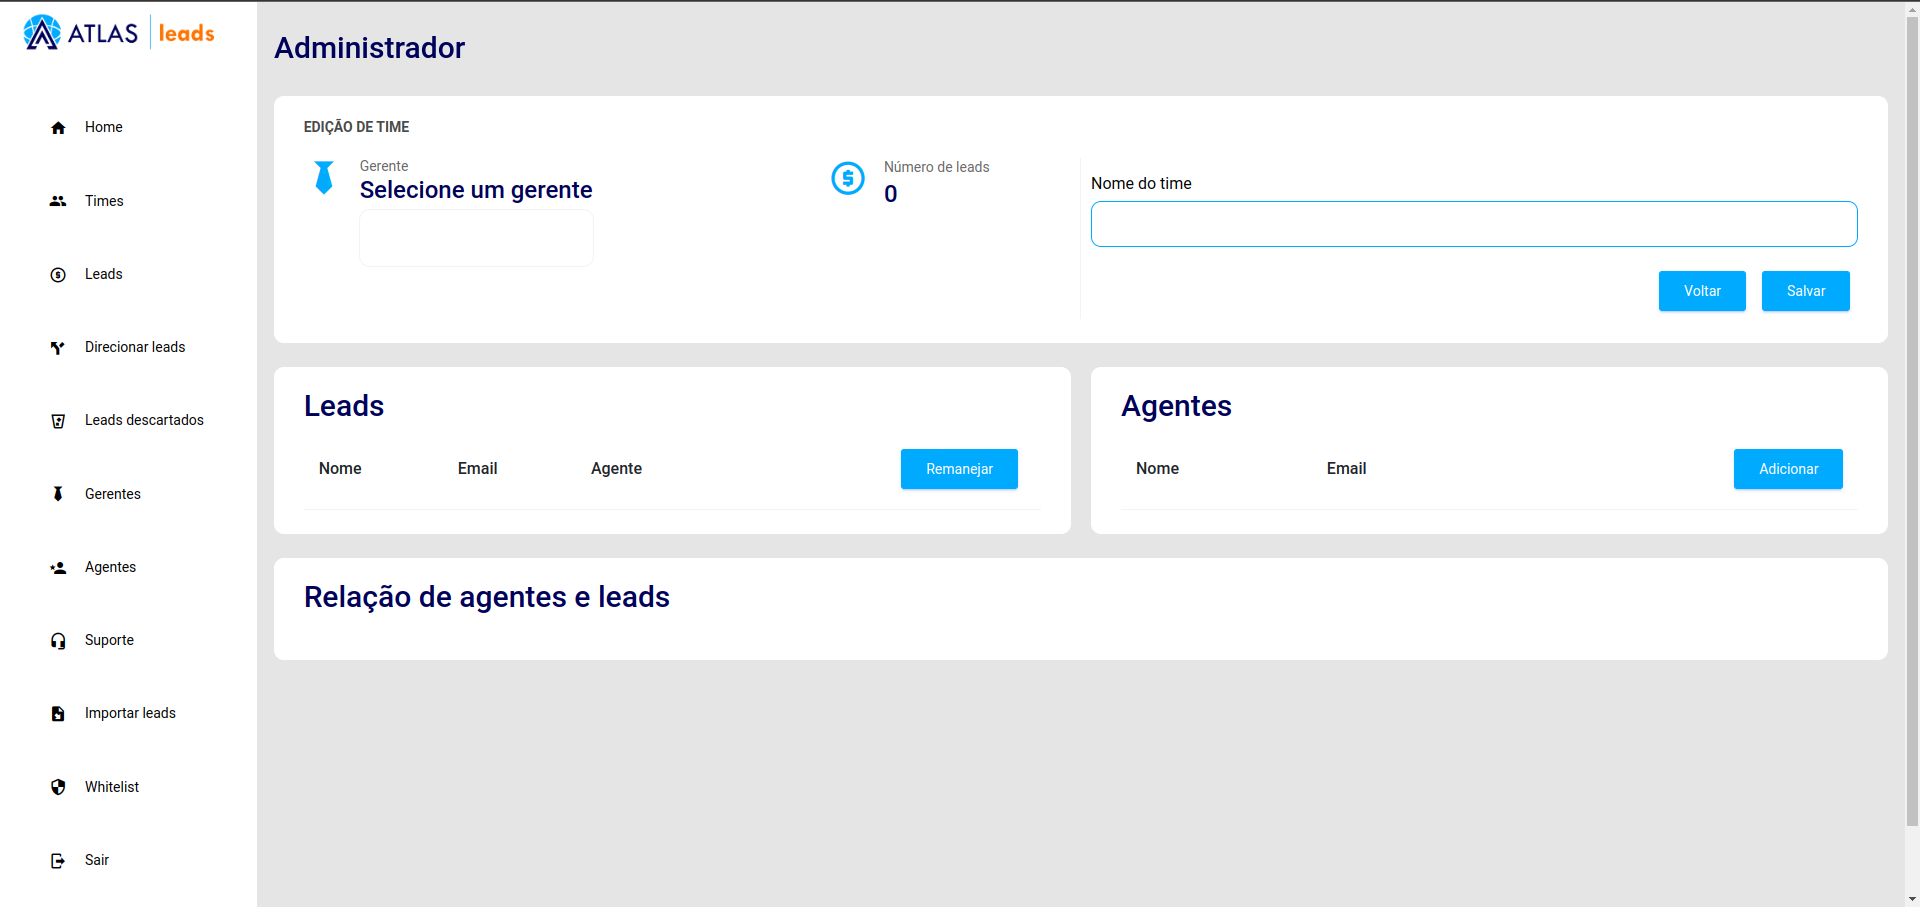 ATLAS leads
Home
Times
Leads
Direcionar leads
Leads descartados
Gerentes
Agentes
Suporte
Importar leads
Whitelist
Sair
Administrador
EDIÇÃO DE TIME
Gerente
Selecione um gerente
Número de leads
0
Nome do time
Voltar Salvar
Leads
Nome Email Agente Remanejar
Agentes
Nome Email Adicionar
Relação de agentes e leads